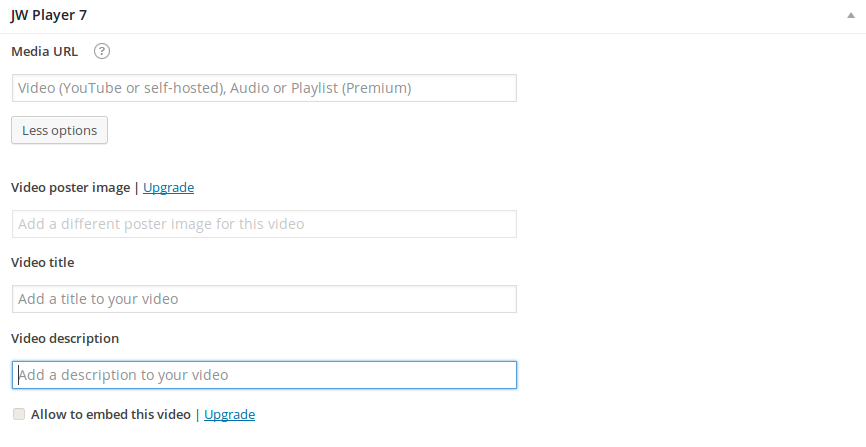 JW Player 7
Media URL ?
Video (YouTube or self-hosted), Audio or Playlist (Premium)
Less options
Video poster image | Upgrade
Add a different poster image for this video
Video title
Add a title to your video
Video description
Add a description to your video
Allow to embed this video | Upgrade